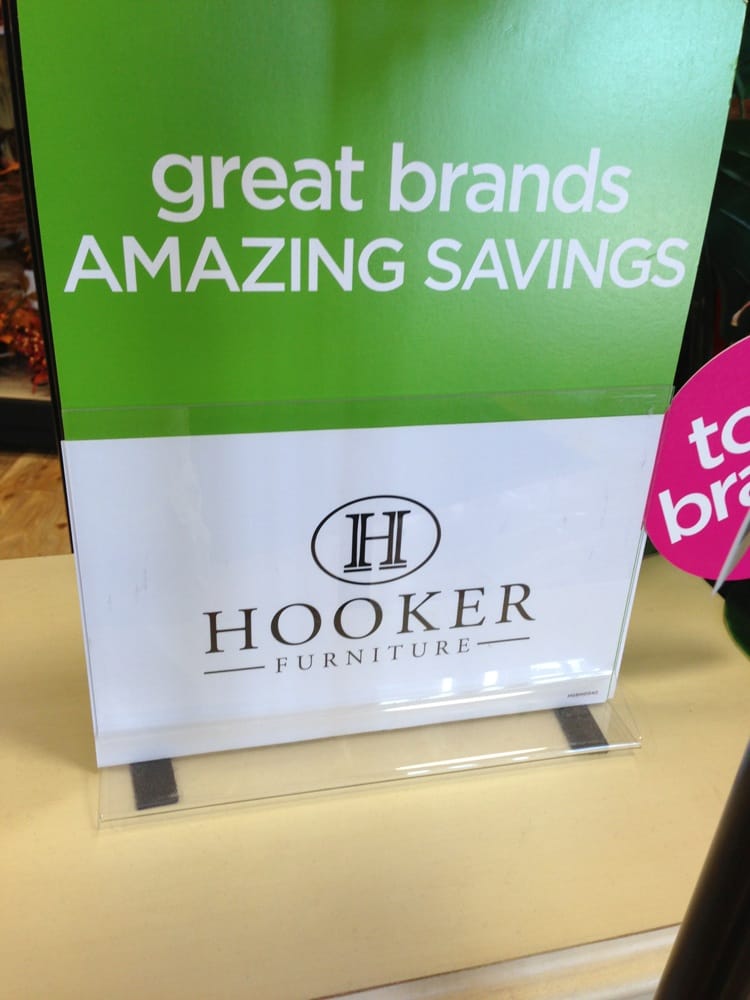 great brands
AMAZING SAVINGS
H
HOOKER
FURNITURE